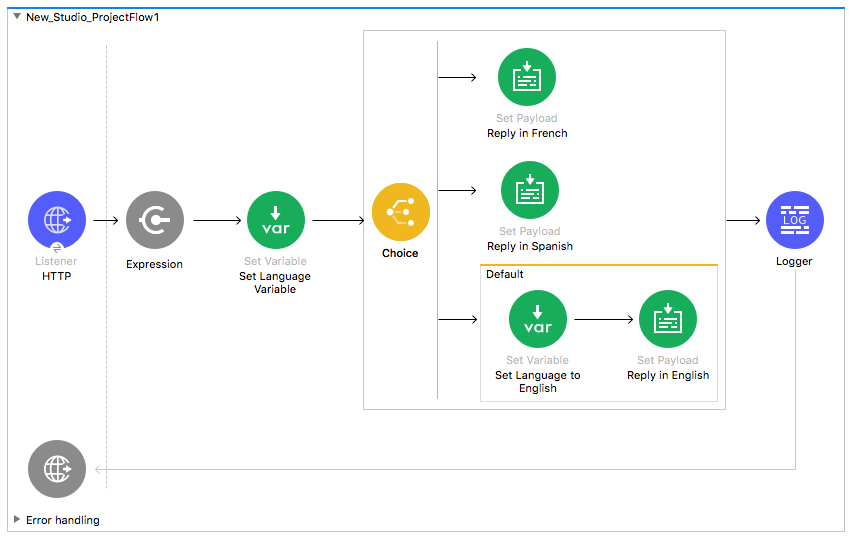 New_Studio_ProjectFlow1
Set Payload
Reply in French
Set Payload
Reply in Spanish
Listener
HTTP
Expression
var
Set Variable
Set Language
Variable
Choice
LOG
Logger
Default
var
Set Variable
Set Language to
English
Set Payload
Reply in English
Error handling